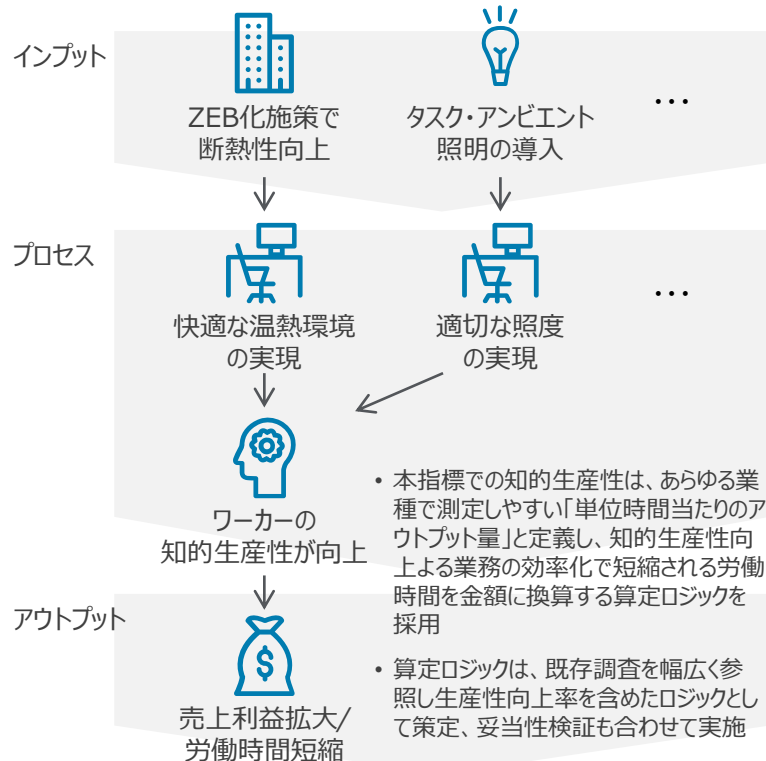 インプット
ZEB化施策で
断熱性向上
タスク・アンビエント
照明の導入
…
プロセス
快適な温熱環境
の実現
適切な照度
の実現
…
ワーカーの
知的生産性が向上
• 本指標での知的生産性は、あらゆる業
種で測定しやすい「単位時間当たりのア
ウトプット量」と定義し、知的生産性向
上よる業務の効率化で短縮される労働
時間を金額に換算する算定ロジックを
採用
アウトプット
$
売上利益拡大/
労働時間短縮
• 算定ロジックは、既存調査を幅広く参
照し生産性向上率を含めたロジックとし
て策定、妥当性検証も合わせて実施